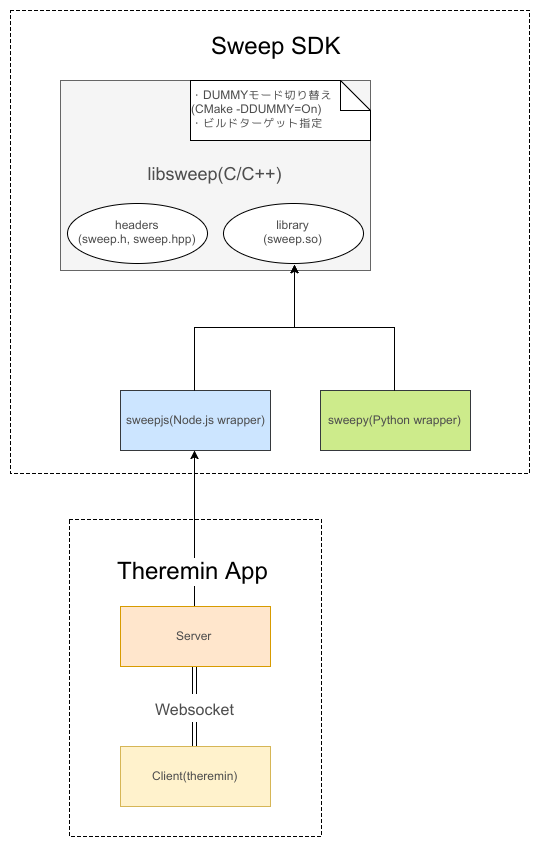 Sweep SDK
・DUMMYモード切り替え
(CMake -DDUMMY=On)
・ビルドターゲット指定
libsweep(C/C++)
headers
(sweep.h, sweep.hpp)
library
(sweep.so)
sweepjs(Node.js wrapper)
sweepy(Python wrapper)
Theremin App
Server
Websocket
Client(theremin)